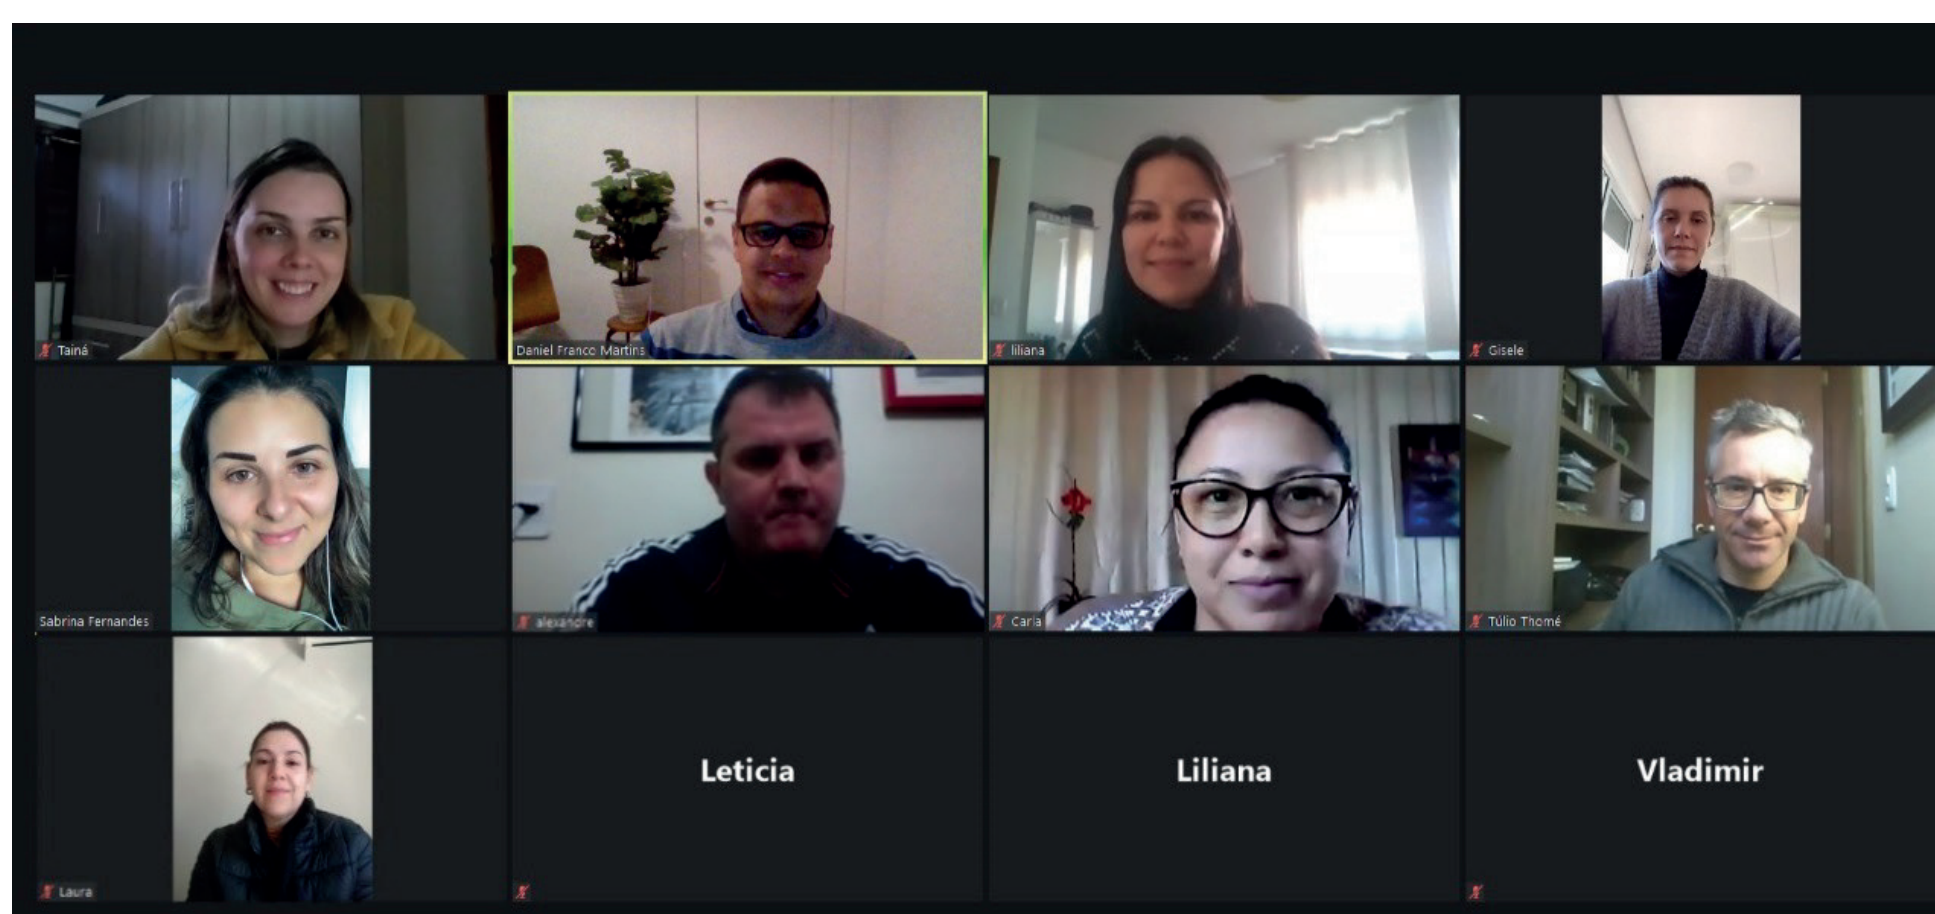 Tainá
Daniel Franco Martins
liliana
Gisele
Sabrina Fernandes
alexandre
Carla
Túlio Thomé
Laura
Leticia
Liliana
Vladimir